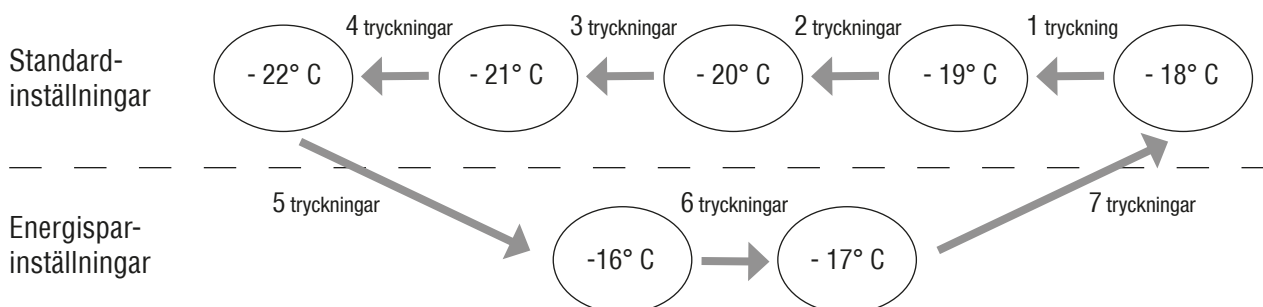 4 tryckningar
3 tryckningar
2 tryckningar
1 tryckning
Standard-
inställningar
- 22° C
- 21° C
- 20° C
- 19° C
- 18° C
5 tryckningar
6 tryckningar
7 tryckningar
Energispar-
inställningar
-16° C
- 17° C